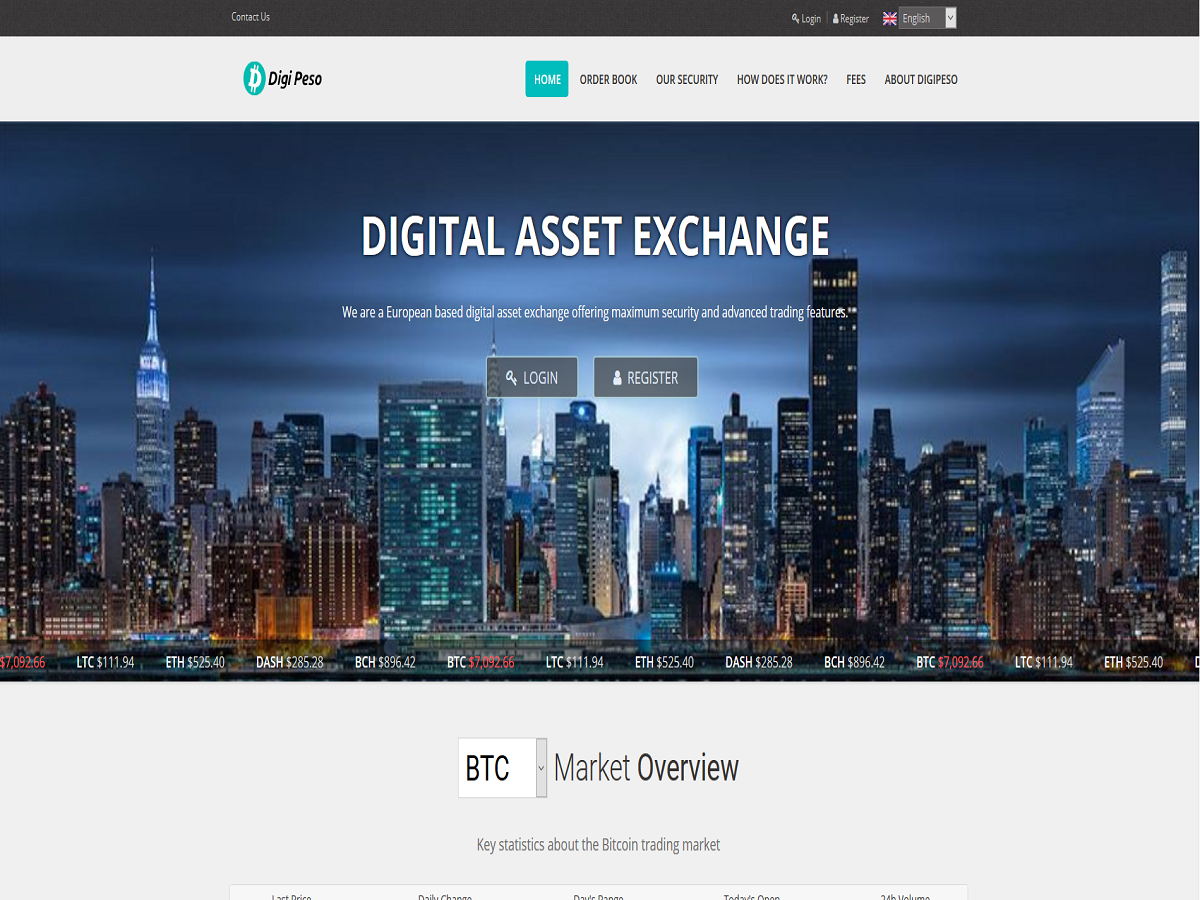 Contact Us
Login
Register
English
Digi Peso
HOME
ORDER BOOK
OUR SECURITY
HOW DOES IT WORK?
FEES
ABOUT DIGIPESO
DIGITAL ASSET EXCHANGE
We are a European based digital asset exchange offering maximum security and advanced trading features.
LOGIN
REGISTER
$7,092.66 LTC $111.94 ETH $525.40 DASH $285.28 BCH $896.42 BTC $7,092.66 LTC $111.94 ETH $525.40 DASH $285.28 BCH $896.42 BTC $7,092.66 LTC $111.94 ETH $525.40
BTC Market Overview
Key statistics about the Bitcoin trading market
Last Price Daily Change Day's Range Today's Open 24h Volume